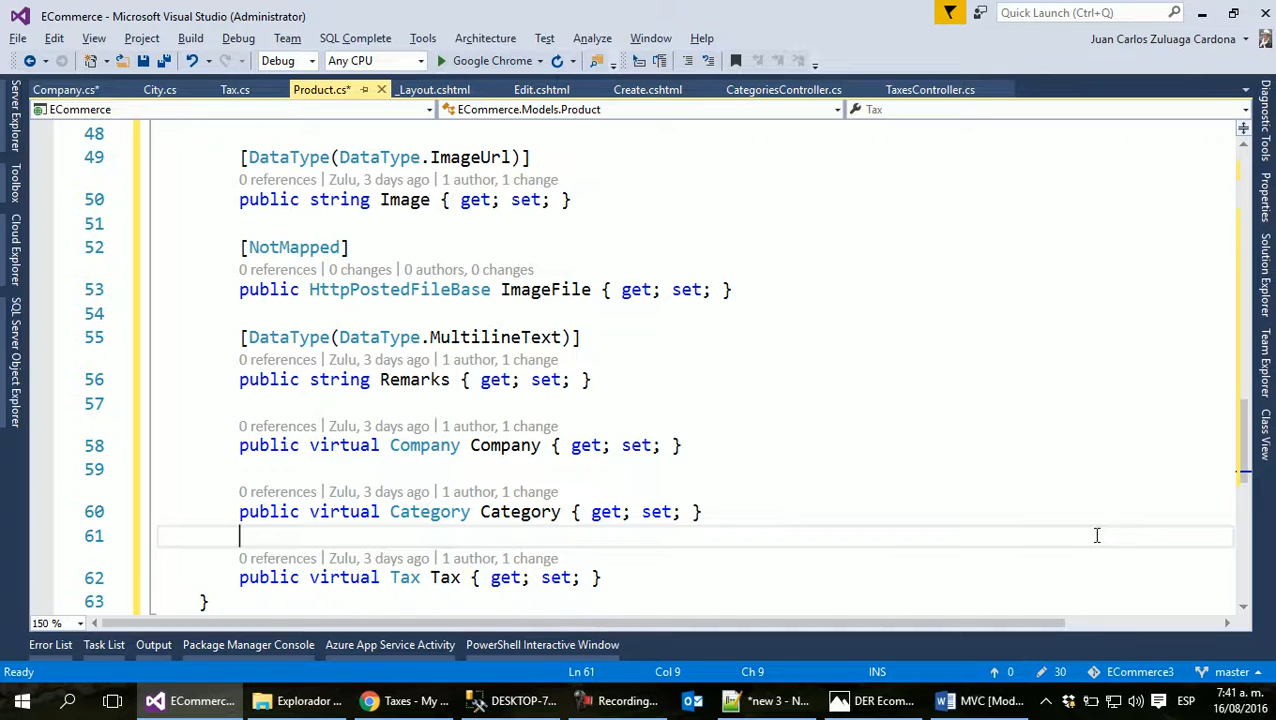 ECommerce - Microsoft Visual Studio (Administrator)
Quick Launch (Ctrl+Q)
File Edit View Project Build Debug Team SQL Complete Tools Architecture Test Analyze Window Help
Juan Carlos Zuluaga Cardona
Debug Any CPU Google Chrome
Company.cs* City.cs Tax.cs Product.cs* _Layout.cshtml Edit.cshtml Create.cshtml CategoriesController.cs TaxesController.cs
ECommerce ECommerce.Models.Product Tax
Server Explorer
Toolbox
Cloud Explorer
SQL Server Object Explorer
48
49 [DataType(DataType.ImageUrl)]
0 references | Zulu, 3 days ago | 1 author, 1 change
50 public string Image { get; set; }
51
52 [NotMapped]
0 references | 0 changes | 0 authors, 0 changes
53 public HttpPostedFileBase ImageFile { get; set; }
54
55 [DataType(DataType.MultilineText)]
0 references | Zulu, 3 days ago | 1 author, 1 change
56 public string Remarks { get; set; }
57
0 references | Zulu, 3 days ago | 1 author, 1 change
58 public virtual Company Company { get; set; }
59
0 references | Zulu, 3 days ago | 1 author, 1 change
60 public virtual Category Category { get; set; }
61
0 references | Zulu, 3 days ago | 1 author, 1 change
62 public virtual Tax Tax { get; set; }
63 }
Diagnostic Tools
Properties
Solution Explorer
Team Explorer
Class View
150 %
Error List Task List Output Package Manager Console Azure App Service Activity PowerShell Interactive Window
Ready Ln 61 Col 9 Ch 9 INS 0 30 ECommerce3 master
ECommerc... Explorador ... Taxes - My ... DESKTOP-7... Recording... *new 3 - N... DER Ecom... MVC [Mod... ESP
7:41 a. m.
16/08/2016